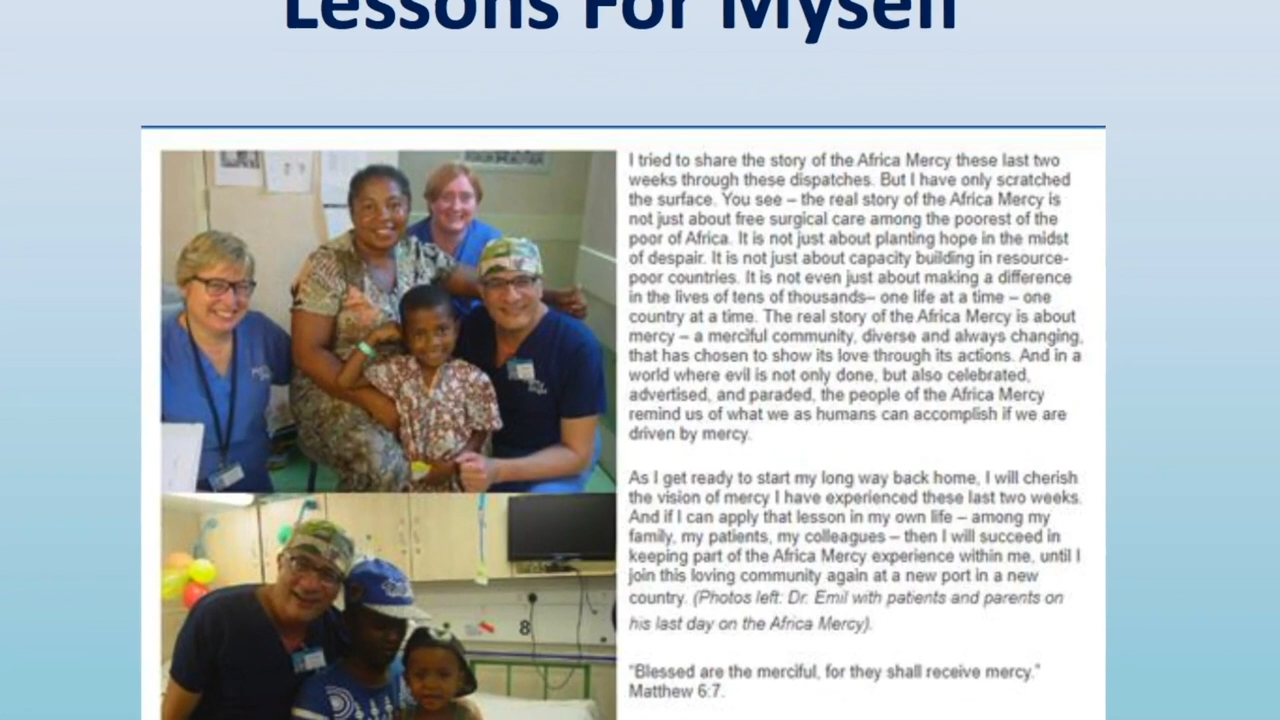 Lessons For Myself
I tried to share the story of the Africa Mercy these last two
weeks through these dispatches. But I have only scratched
the surface. You see – the real story of the Africa Mercy is
not just about free surgical care among the poorest of the
poor of Africa. It is not just about planting hope in the midst
of despair. It is not just about capacity building in resource-
poor countries. It is not even just about making a difference
in the lives of tens of thousands– one life at a time – one
country at a time. The real story of the Africa Mercy is about
mercy – a merciful community, diverse and always changing,
that has chosen to show its love through its actions. And in a
world where evil is not only done, but also celebrated,
advertised, and paraded, the people of the Africa Mercy
remind us of what we as humans can accomplish if we are
driven by mercy.
As I get ready to start my long way back home, I will cherish
the vision of mercy I have experienced these last two weeks.
And if I can apply that lesson in my own life – among my
family, my patients, my colleagues – then I will succeed in
keeping part of the Africa Mercy experience within me, until I
join this loving community again at a new port in a new
country. (Photos left: Dr. Emil with patients and parents on
his last day on the Africa Mercy).
"Blessed are the merciful, for they shall receive mercy."
Matthew 6:7.
8